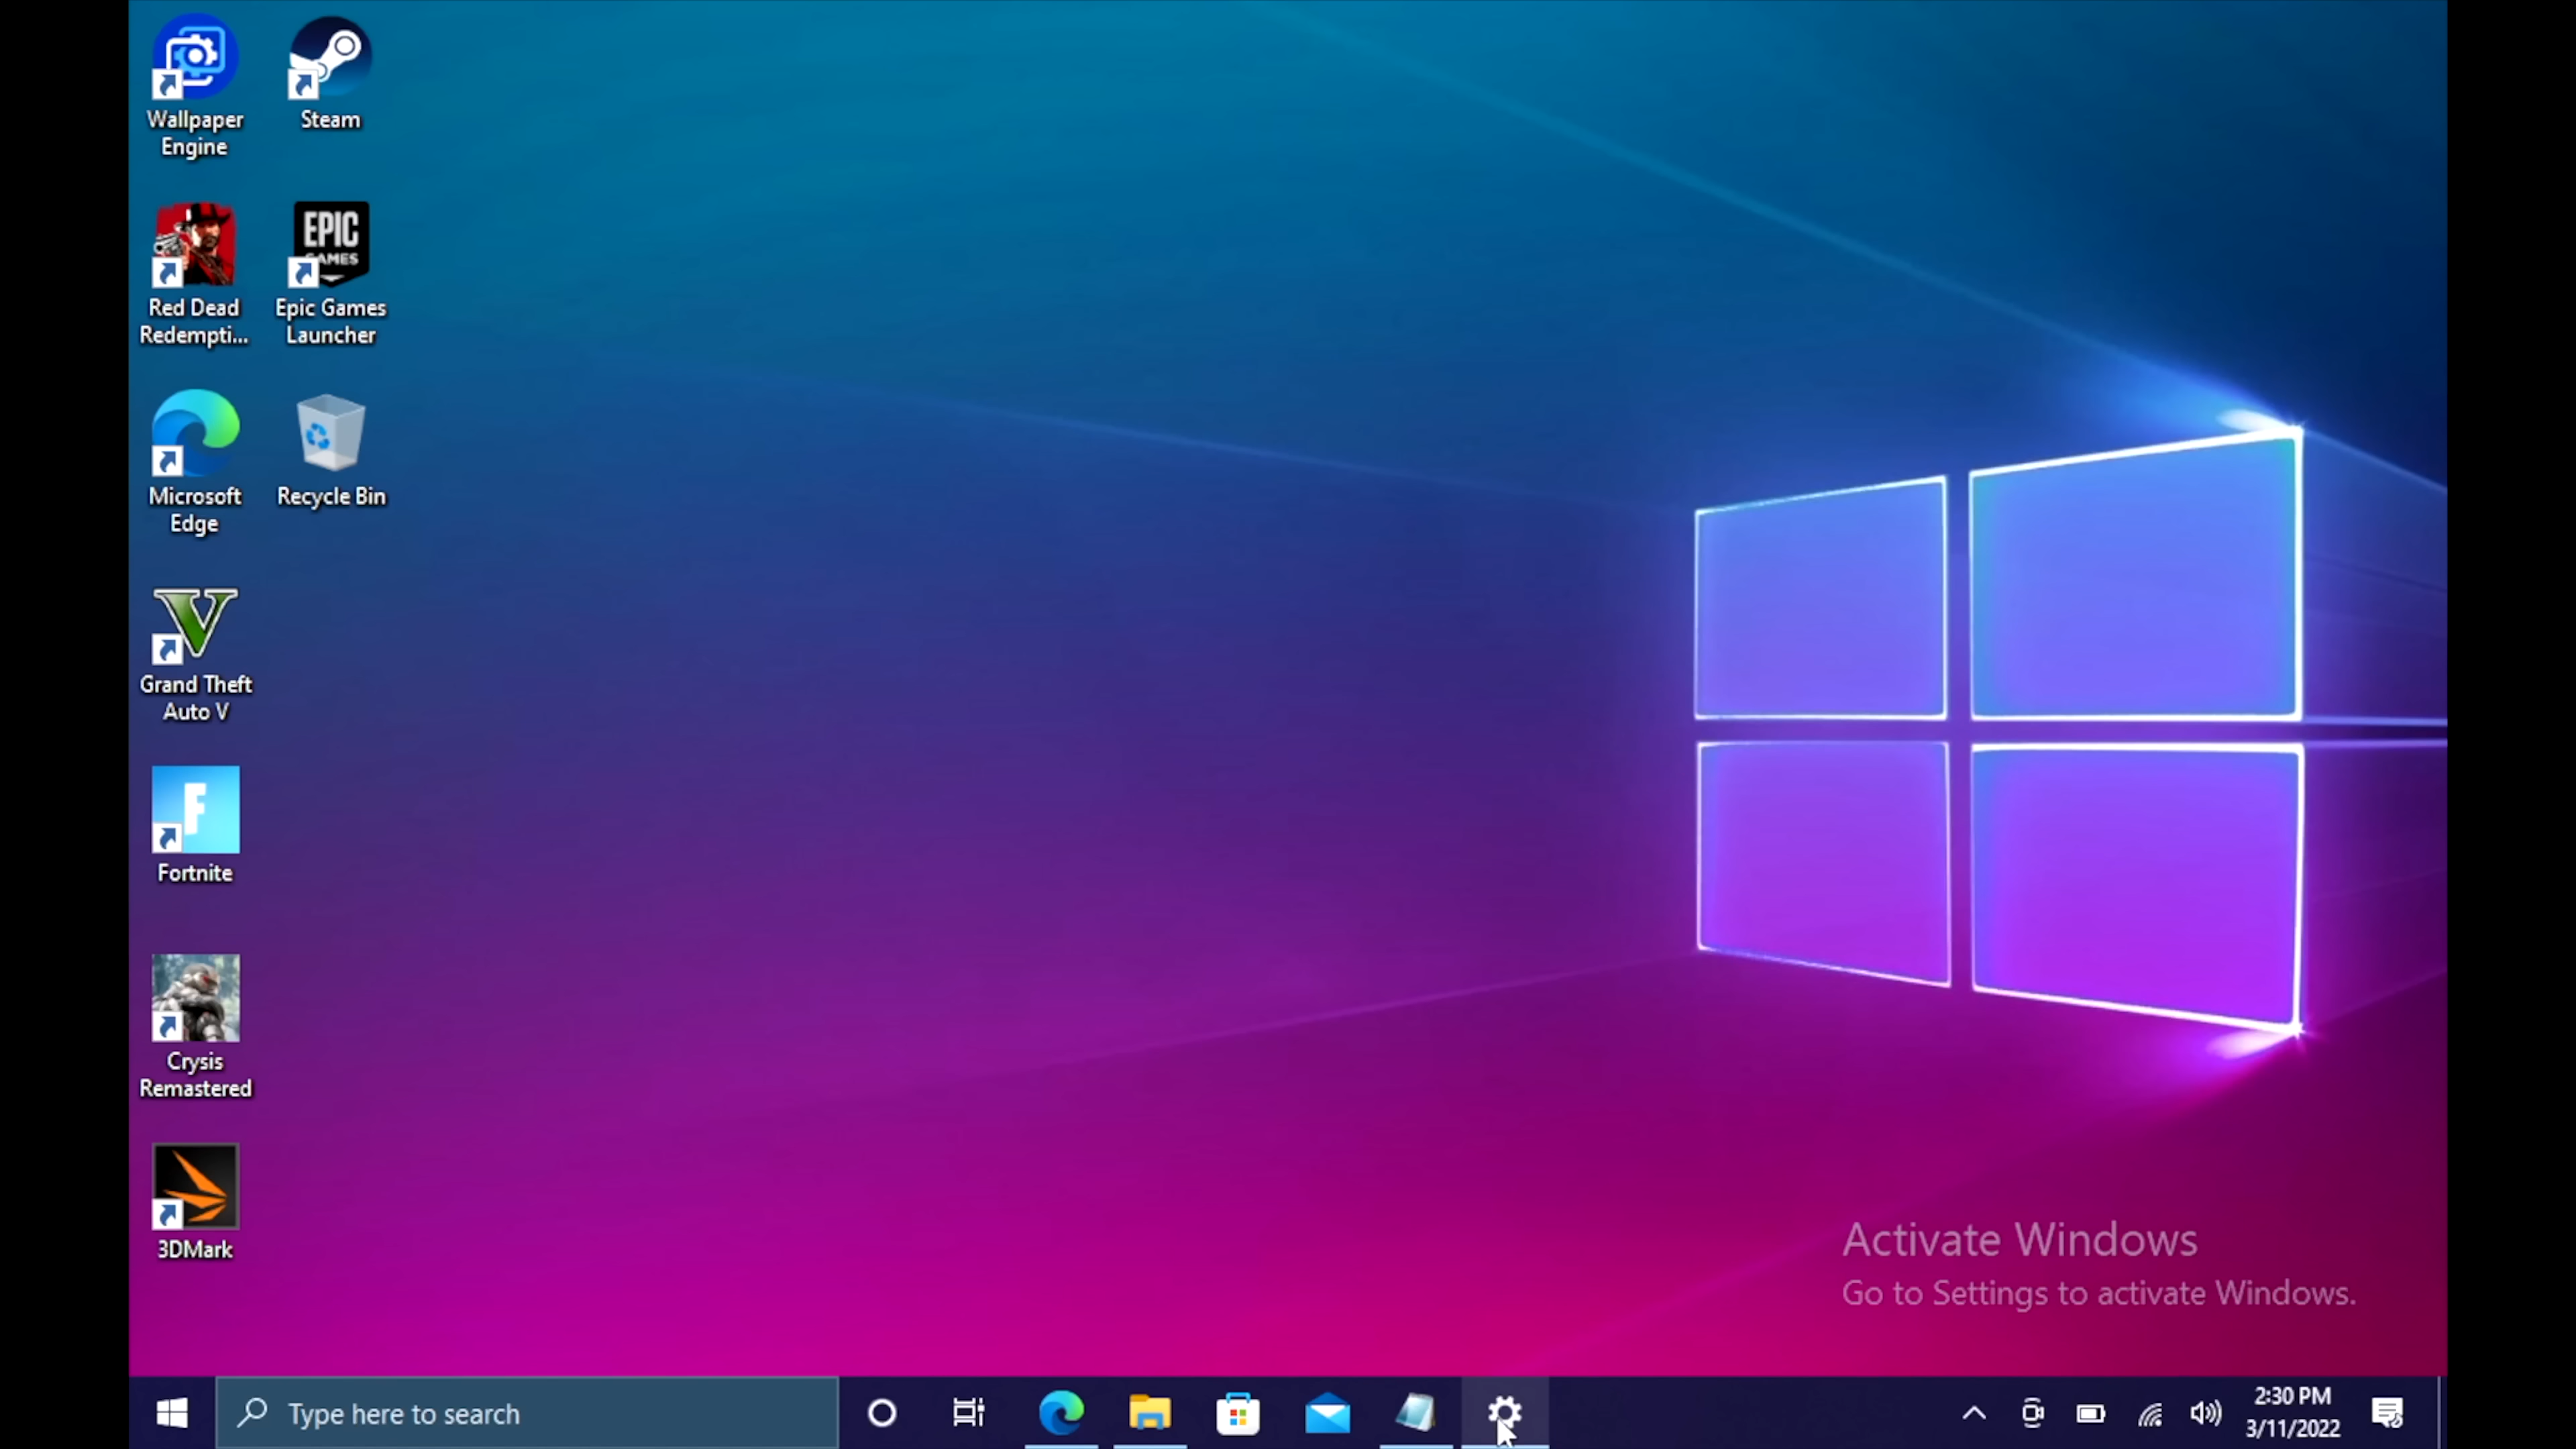 Wallpaper
Engine
Steam
Red Dead
Redempti...
EPIC
GAMES
Epic Games
Launcher
Microsoft
Edge
Recycle Bin
V
Grand Theft
Auto V
F
Fortnite
Crysis
Remastered
3DMark
Activate Windows
Go to Settings to activate Windows.
Type here to search
2:30 PM
3/11/2022